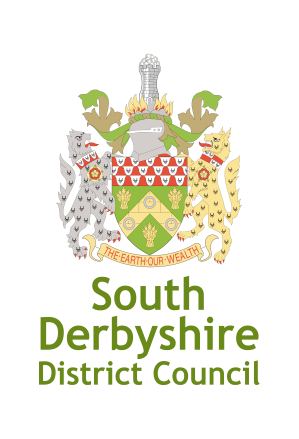 THE·EARTH·OUR·WEALTH
South
Derbyshire
District Council